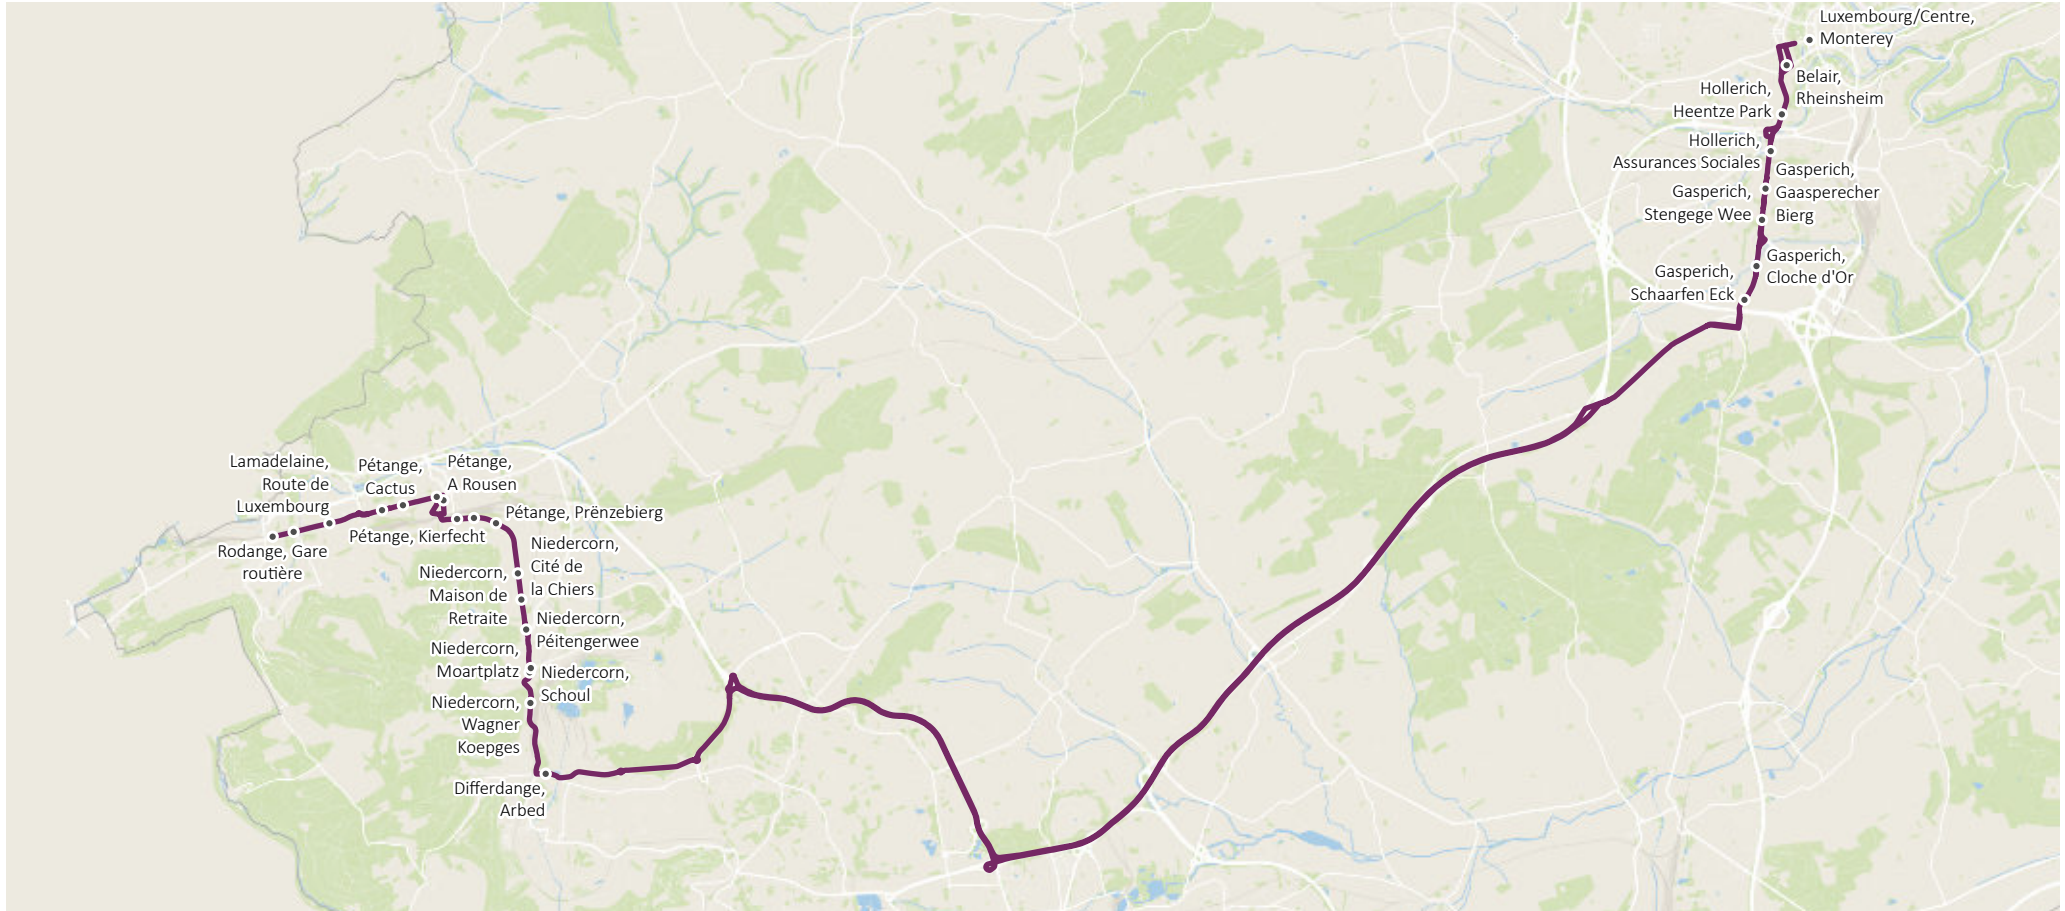 Luxembourg/Centre,
Monterey
Belair,
Rheinsheim
Hollerich,
Heentze Park
Hollerich,
Assurances Sociales
Gasperich,
Gaasperecher
Bierg
Gasperich,
Stengege Wee
Gasperich,
Cloche d'Or
Gasperich,
Schaarfen Eck
Lamadelaine,
Route de
Luxembourg
Pétange,
Cactus
Pétange,
A Rousen
Pétange, Prënzebierg
Pétange, Kierfecht
Rodange, Gare
routière
Niedercorn,
Cité de
la Chiers
Niedercorn,
Maison de
Retraite
Niedercorn,
Péitengerwee
Niedercorn,
Moartplatz
Niedercorn,
Schoul
Niedercorn,
Wagner
Koepges
Differdange,
Arbed